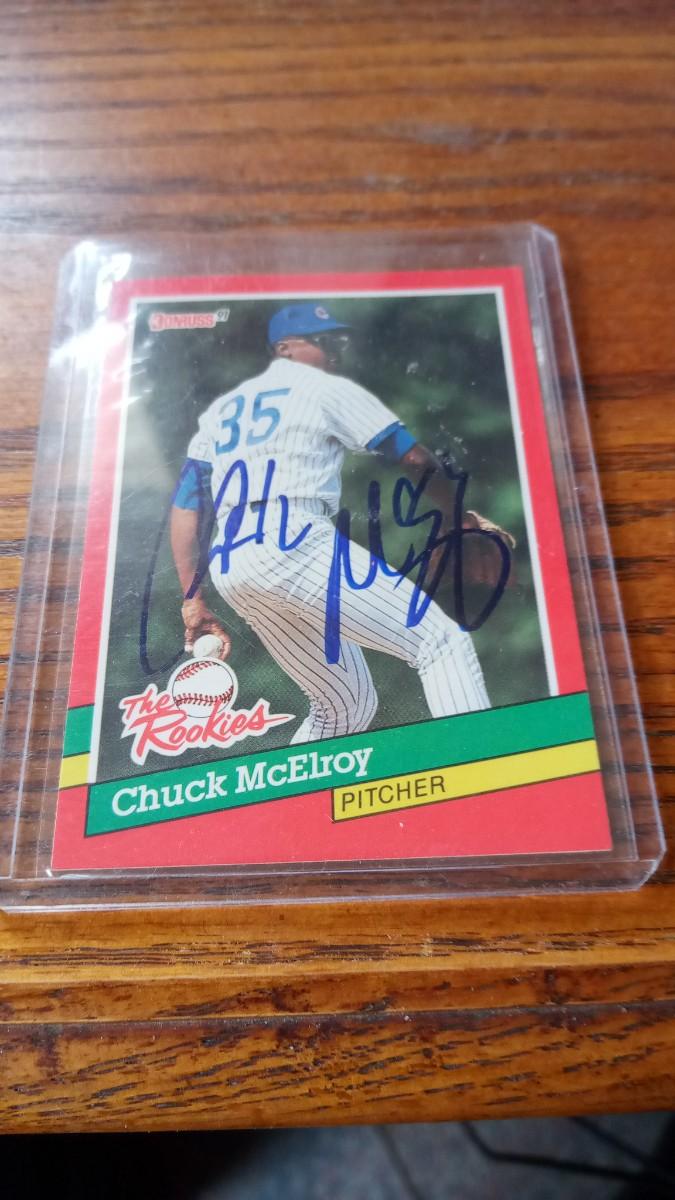 DONRUSS 91
35
The
Rookies
Chuck McElroy
PITCHER